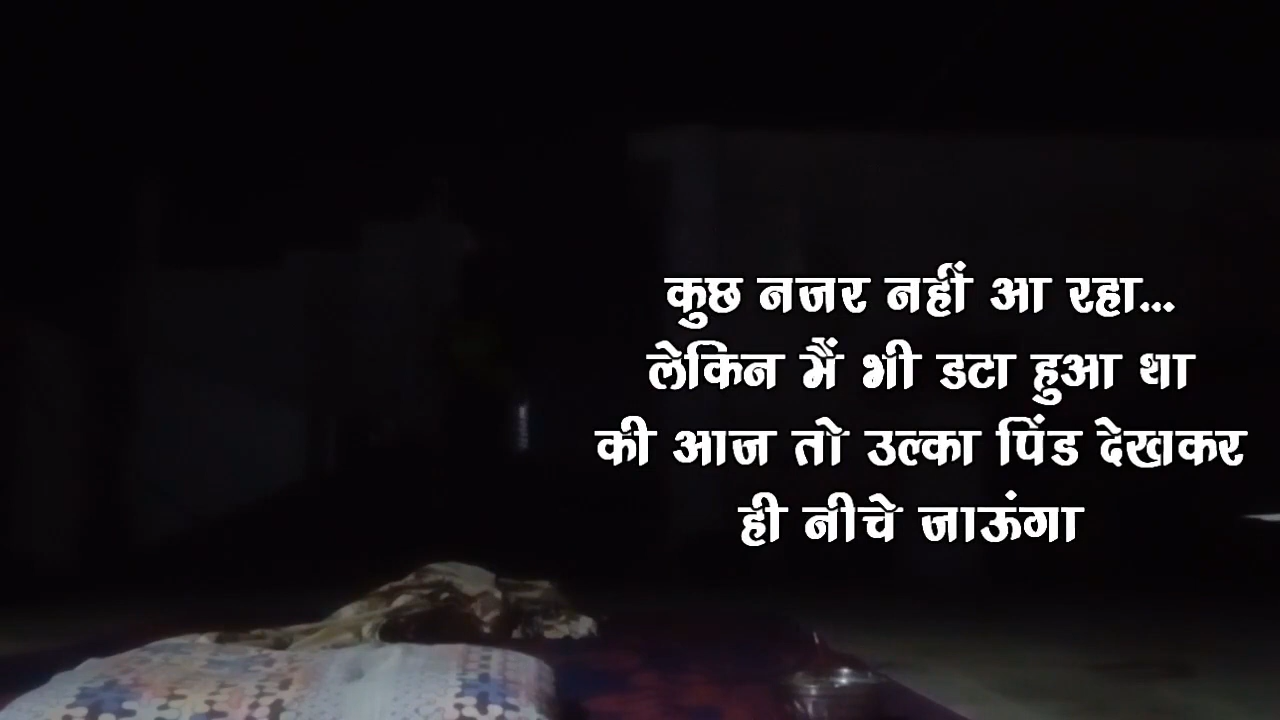 कुछ नजर नहीं आ रहा...
लेकिन मैं भी डटा हुआ था
की आज तो उल्का पिंड देखकर
ही नीचे जाऊंगा